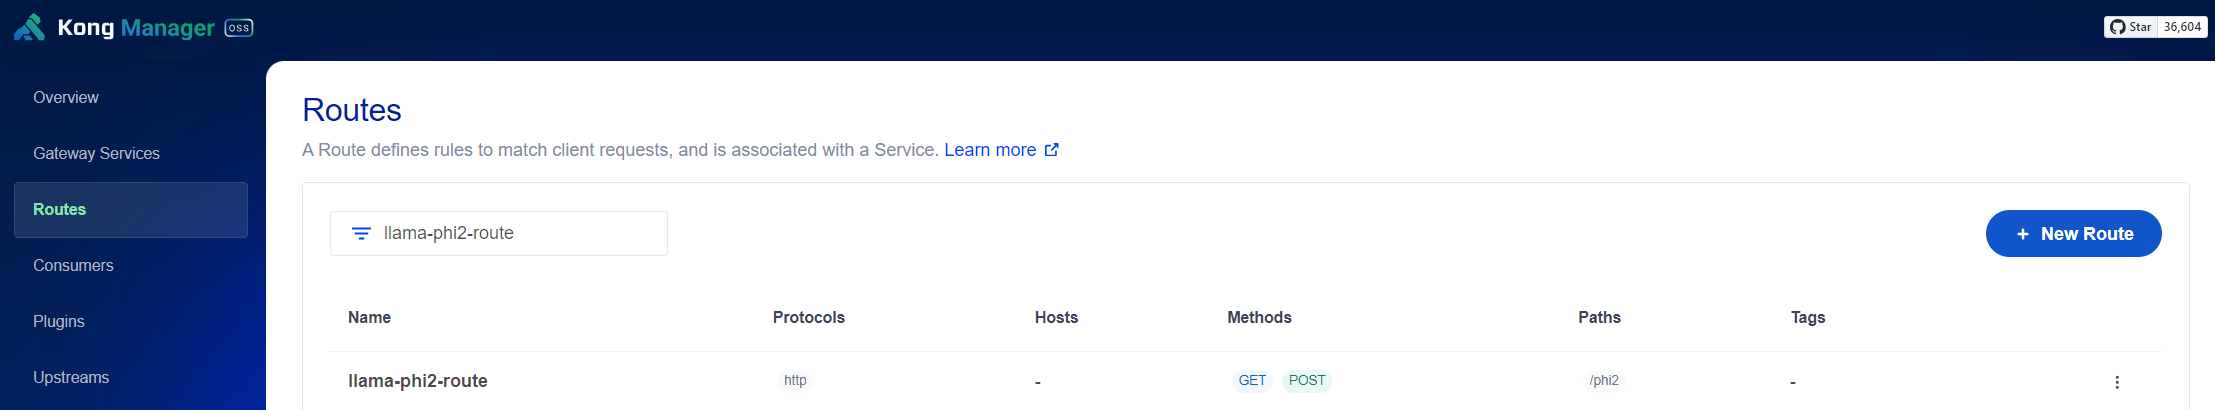 Kong Manager OSS
Star 36,604
Overview
Gateway Services
Routes
Consumers
Plugins
Upstreams
Routes
A Route defines rules to match client requests, and is associated with a Service. Learn more
llama-phi2-route
+ New Route
Name Protocols Hosts Methods Paths Tags
llama-phi2-route http - GET POST /phi2 -